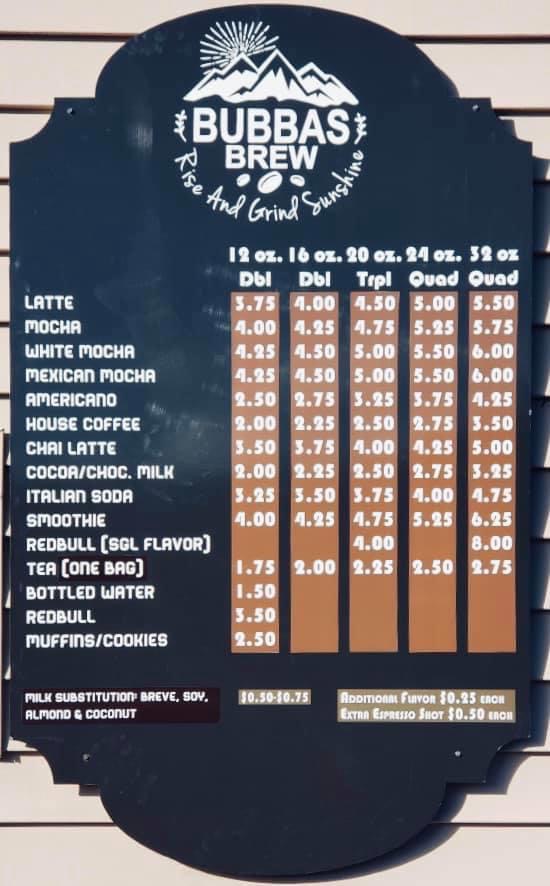 BUBBAS
BREW
Rise And Grind Sunshine
12 oz. 16 oz. 20 oz. 24 oz. 32 oz
Dbl Dbl Trpl Quad Quad
LATTE 3.75 4.00 4.50 5.00 5.50
MOCHA 4.00 4.25 4.75 5.25 5.75
WHITE MOCHA 4.25 4.50 5.00 5.50 6.00
MEXICAN MOCHA 4.25 4.50 5.00 5.50 6.00
AMERICANO 2.50 2.75 3.25 3.75 4.25
HOUSE COFFEE 2.00 2.25 2.50 2.75 3.50
CHAI LATTE 3.50 3.75 4.00 4.25 5.00
COCOA/CHOC. MILK 2.00 2.25 2.50 2.75 3.25
ITALIAN SODA 3.25 3.50 3.75 4.00 4.75
SMOOTHIE 4.00 4.25 4.75 5.25 6.25
REDBULL (SGL FLAVOR) 4.00 8.00
TEA (ONE BAG) 1.75 2.00 2.25 2.50 2.75
BOTTLED WATER 1.50
REDBULL 3.50
MUFFINS/COOKIES 2.50
MILK SUBSTITUTION: BREVE, SOY, $0.50-$0.75
ALMOND & COCONUT
Additional Flavor $0.25 each
Extra Espresso Shot $0.50 each